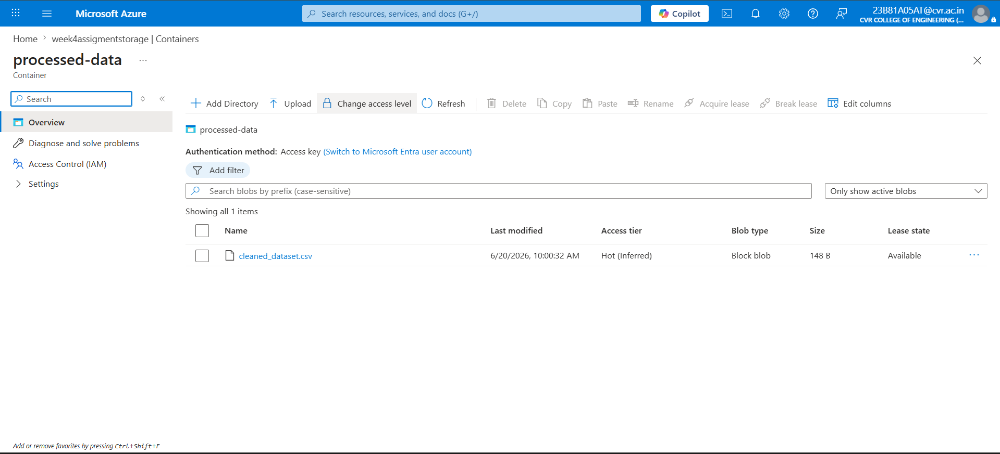 Microsoft Azure
Search resources, services, and docs (G+/)
Copilot
23B81A05AT@cvr.ac.in
CVR COLLEGE OF ENGINEERING (...
Home > week4assigmentstorage | Containers
processed-data ...
Container
Search
Add Directory Upload Change access level Refresh Delete Copy Paste Rename Acquire lease Break lease Edit columns
Overview
Diagnose and solve problems
Access Control (IAM)
Settings
processed-data
Authentication method: Access key (Switch to Microsoft Entra user account)
Add filter
Search blobs by prefix (case-sensitive)
Only show active blobs
Showing all 1 items
Name Last modified Access tier Blob type Size Lease state
cleaned_dataset.csv 6/20/2026, 10:00:32 AM Hot (Inferred) Block blob 148 B Available ...
Add or remove favorites by pressing Ctrl+Shift+F